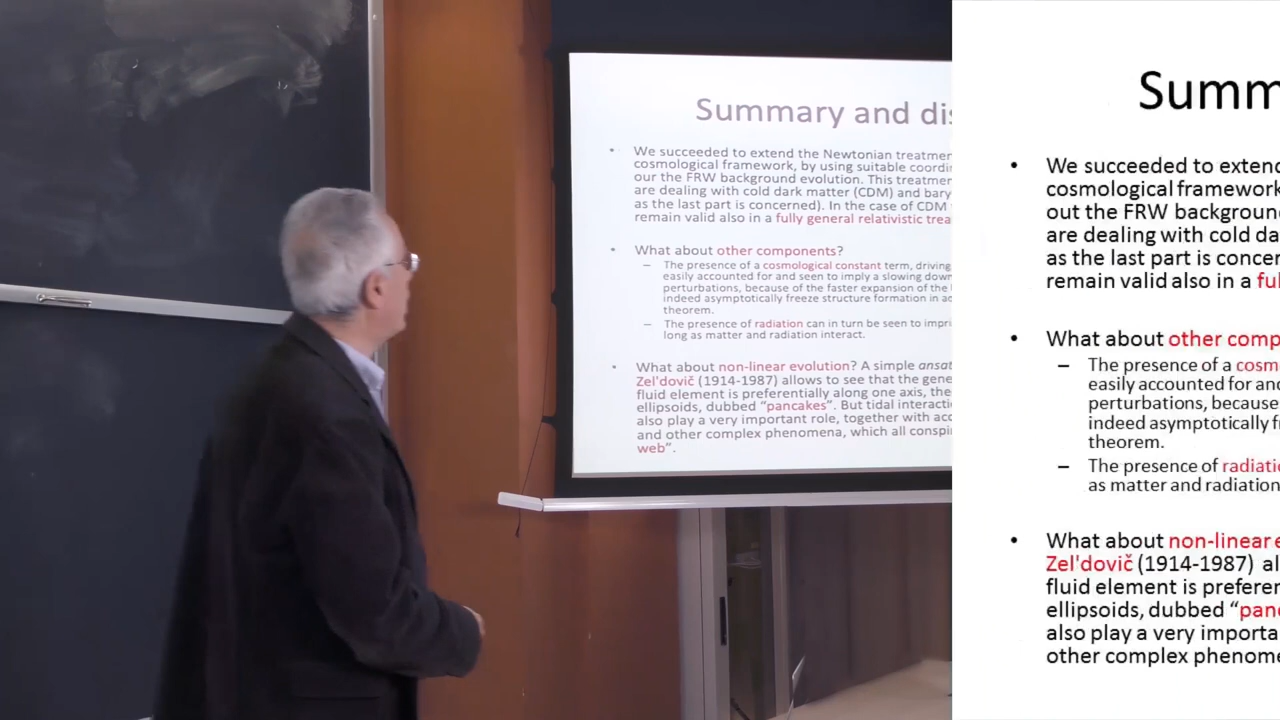 Summary and dis
We succeeded to extend the Newtonian treatmen
cosmological framework, by using suitable coordi
our the FRW background evolution. This treatmen
are dealing with cold dark matter (CDM) and bary
as the last part is concerned). In the case of CDM
remain valid also in a fully general relativistic trea
What about other components?
– The presence of a cosmological constant term, driving
easily accounted for and seen to imply a slowing down
perturbations, because of the faster expansion of the
indeed asymptotically freeze structure formation in ac
theorem.
– The presence of radiation can in turn be seen to impri
long as matter and radiation interact.
What about non-linear evolution? A simple ansat
Zel'dovič (1914-1987) allows to see that the gene
fluid element is preferentially along one axis, the
ellipsoids, dubbed “pancakes”. But tidal interacti
also play a very important role, together with acc
and other complex phenomena, which all conspi
web”.
Summ
• We succeeded to extend
cosmological framework
out the FRW background
are dealing with cold da
as the last part is concer
remain valid also in a ful
• What about other comp
– The presence of a cosm
easily accounted for and
perturbations, because
indeed asymptotically f
theorem.
– The presence of radiatio
as matter and radiation
• What about non-linear e
Zel'dovič (1914-1987) al
fluid element is prefere
ellipsoids, dubbed “panc
also play a very importa
other complex phenome